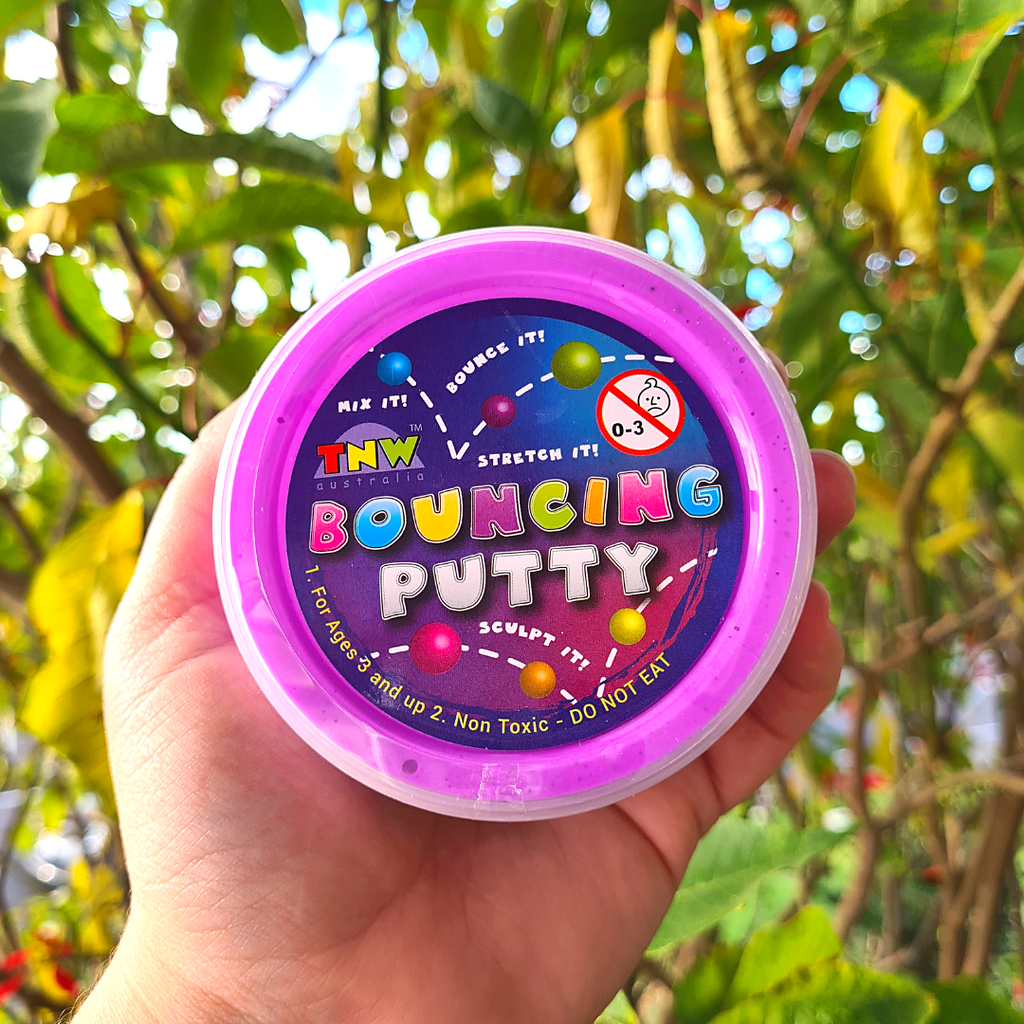 MIX IT!
BOUNCE IT!
STRETCH IT!
0-3
TNW TM
australia
BOUNCING
PUTTY
SCULPT IT!
1. For Ages 3 and up 2. Non Toxic - DO NOT EAT